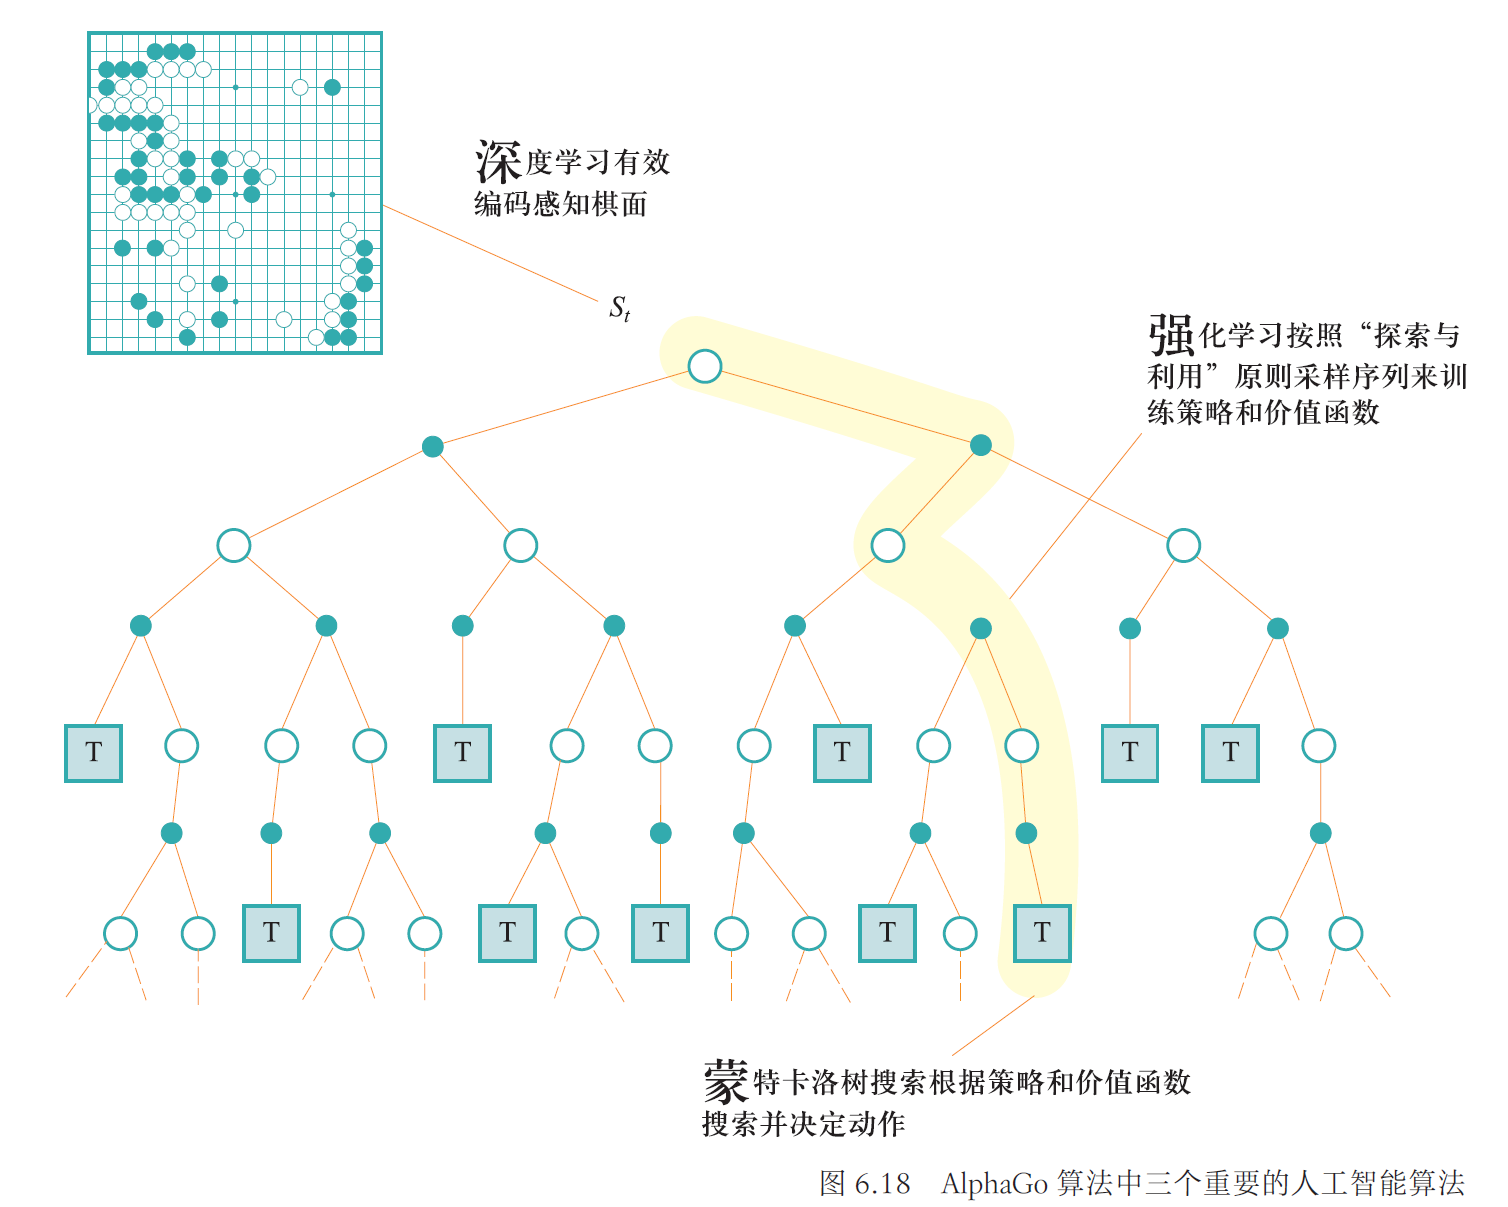 深度学习有效
编码感知棋面
St
强化学习按照“探索与
利用”原则采样序列来训
练策略和价值函数
T
T
T
T
T
T
T
T
T
T
蒙特卡洛树搜索根据策略和价值函数
搜索并决定动作
图 6.18 AlphaGo 算法中三个重要的人工智能算法